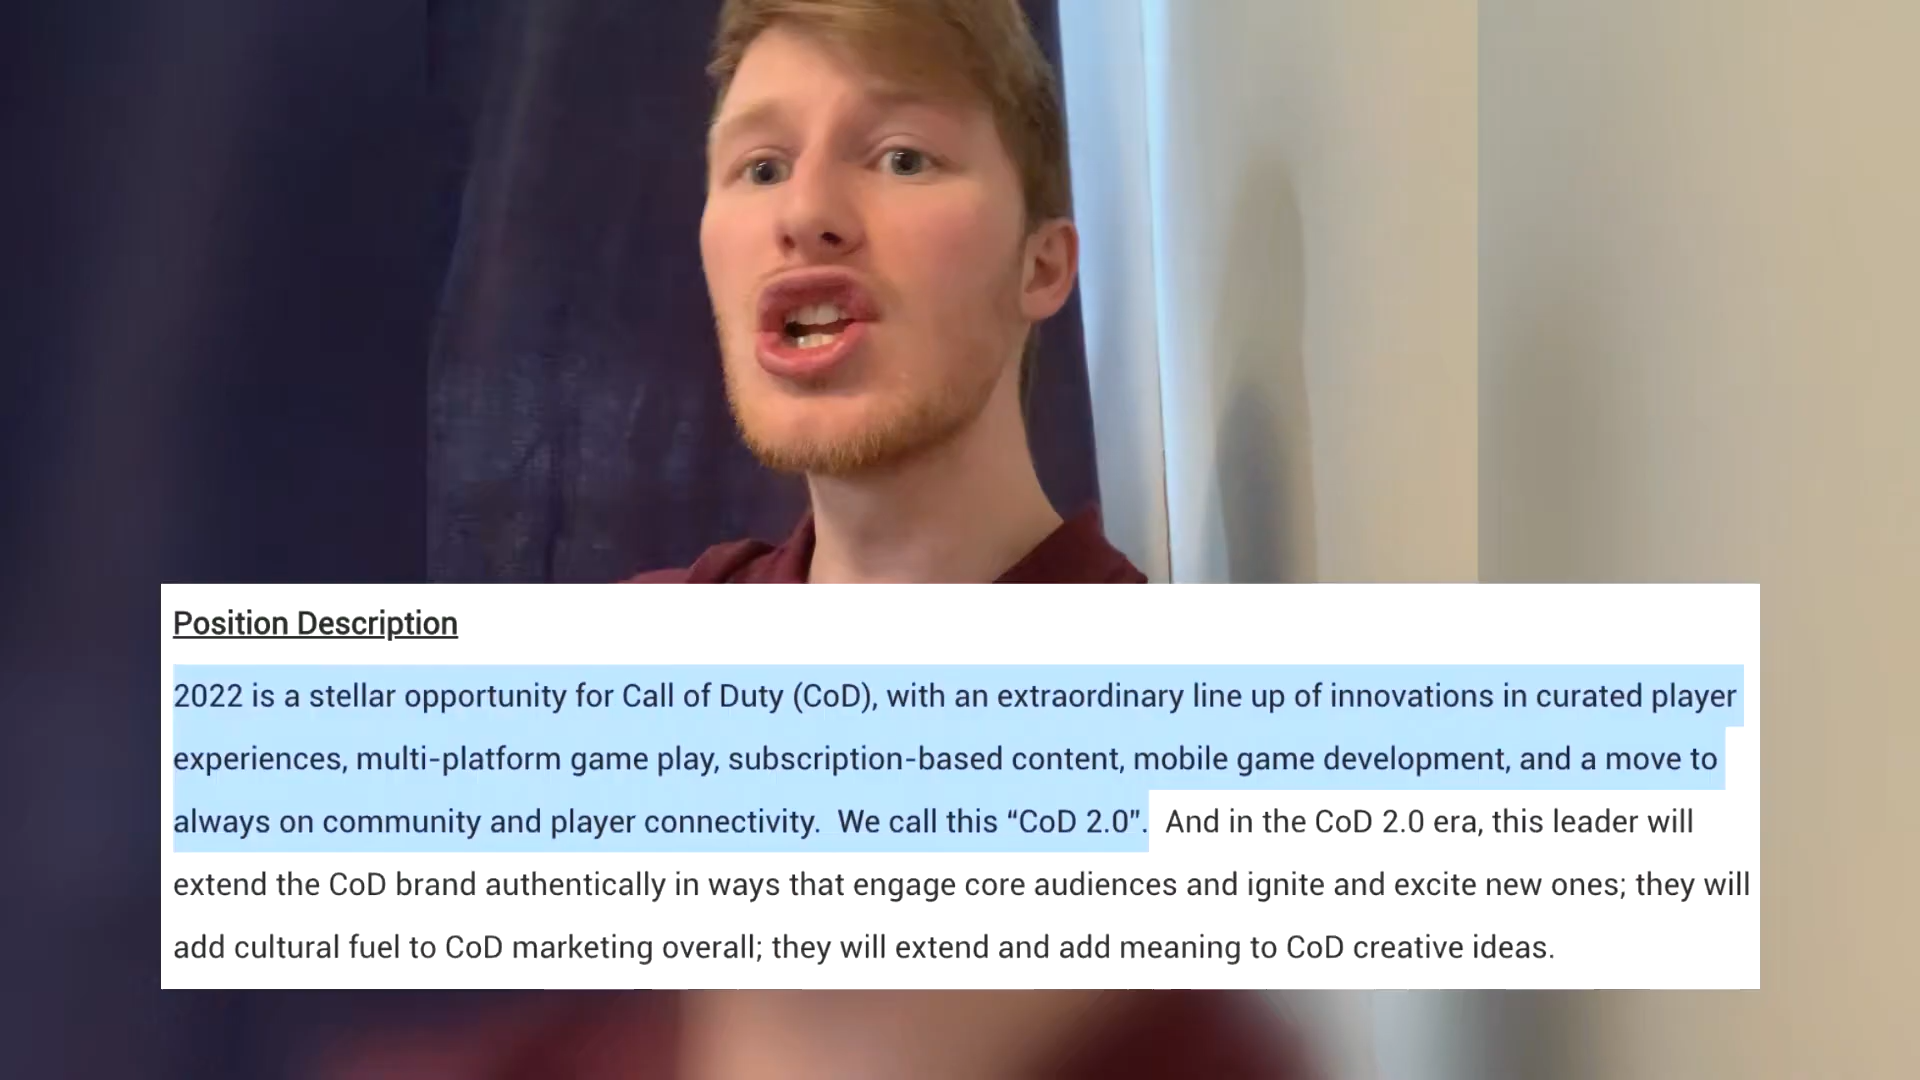 Position Description
2022 is a stellar opportunity for Call of Duty (CoD), with an extraordinary line up of innovations in curated player
experiences, multi-platform game play, subscription-based content, mobile game development, and a move to
always on community and player connectivity.  We call this “CoD 2.0”.  And in the CoD 2.0 era, this leader will
extend the CoD brand authentically in ways that engage core audiences and ignite and excite new ones; they will
add cultural fuel to CoD marketing overall; they will extend and add meaning to CoD creative ideas.